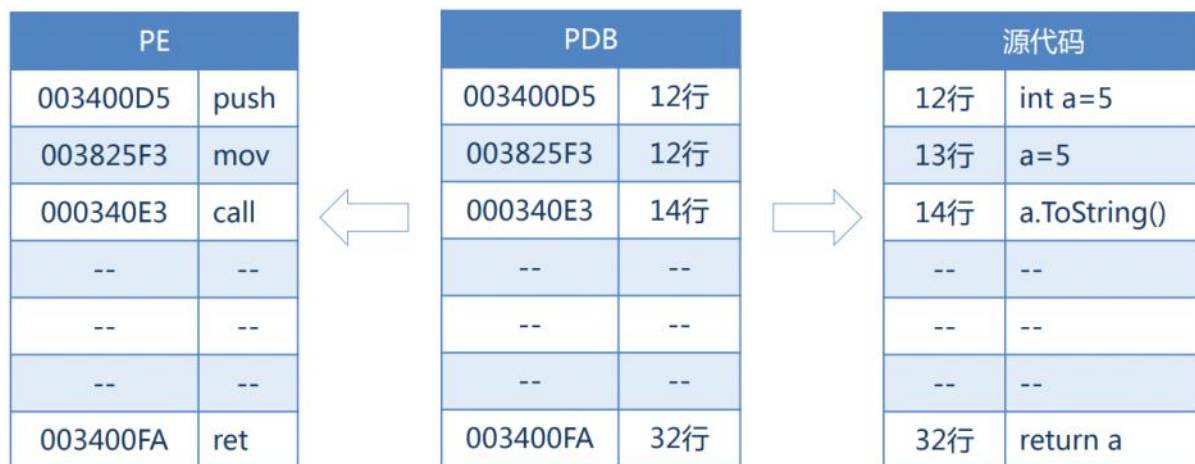 PE PDB 源代码
003400D5 push 003400D5 12行 12行 int a=5
003825F3 mov 003825F3 12行 13行 a=5
000340E3 call 000340E3 14行 14行 a.ToString()
-- -- -- -- -- --
-- -- -- -- -- --
-- -- -- -- -- --
003400FA ret 003400FA 32行 32行 return a